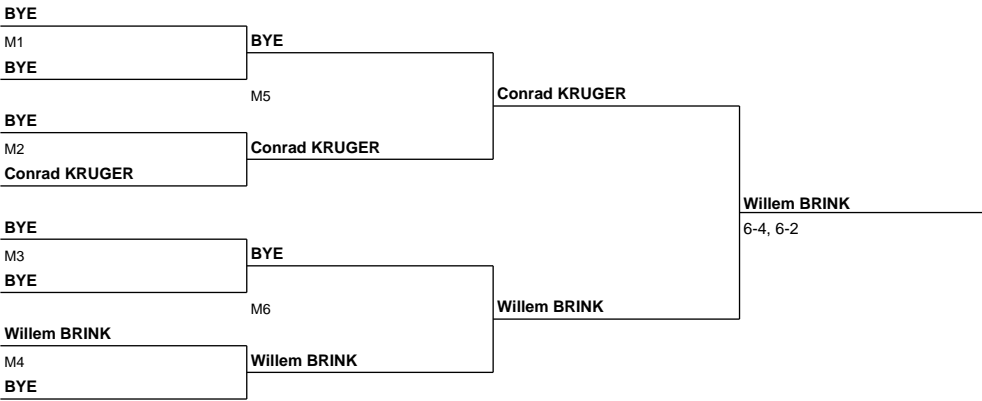 BYE
M1
BYE
BYE
M5
BYE
M2
Conrad KRUGER
Conrad KRUGER
Conrad KRUGER
BYE
M3
BYE
BYE
M6
Willem BRINK
M4
BYE
Willem BRINK
Willem BRINK
Willem BRINK
6-4, 6-2